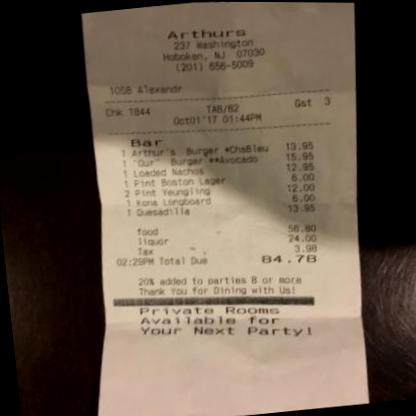 Arthurs
237 Washington
Hoboken, NJ 07030
(201) 656-5009
1058 Alexandr
Chk 1844 TAB/62 Gst 3
Oct01'17 01:44PM
Bar
1 Arthur's Burger *ChsBleu 13.95
1 "Our" Burger **Avocado 15.95
1 Loaded Nachos 12.95
1 Pint Boston Lager 6.00
2 Pint Yeungling 12.00
1 Kona Longboard 6.00
1 Quesadilla 13.95
food 56.80
liquor 24.00
Tax 3.98
02:29PM Total Due 84.78
20% added to parties 8 or more
Thank You for Dining with Us!
Private Rooms
Available for
Your Next Party!